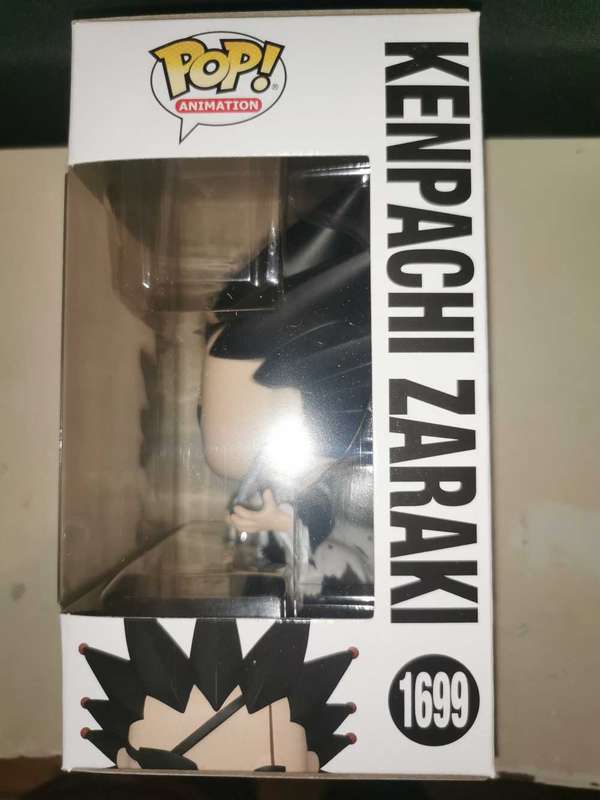 POP!
ANIMATION
KENPACHI ZARAKI
1699